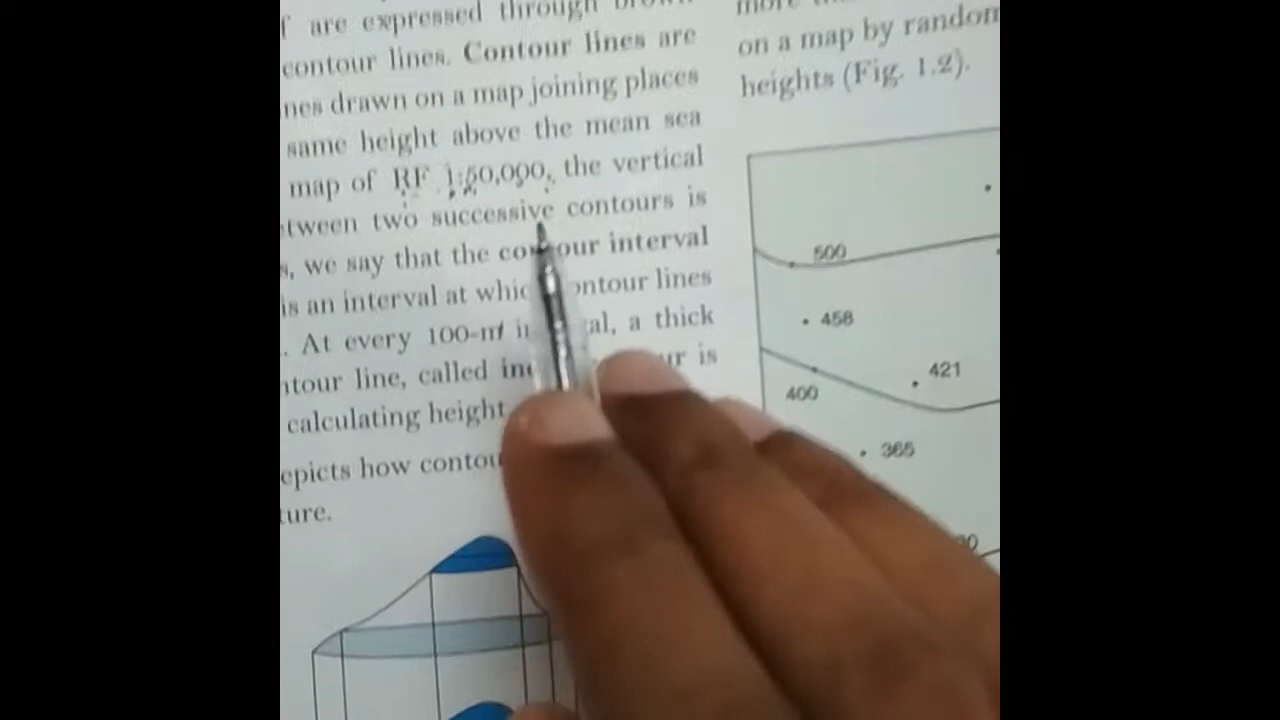 f are expressed through brown
contour lines. Contour lines are
nes drawn on a map joining places
same height above the mean sea
map of RF 1:50,000, the vertical
tween two successive contours is
s, we say that the contour interval
is an interval at which contour lines
. At every 100-m interval, a thick
ntour line, called is
calculating height
epicts how contou
ture.
more
on a map by random
heights (Fig. 1.2).
500
458
421
400
365